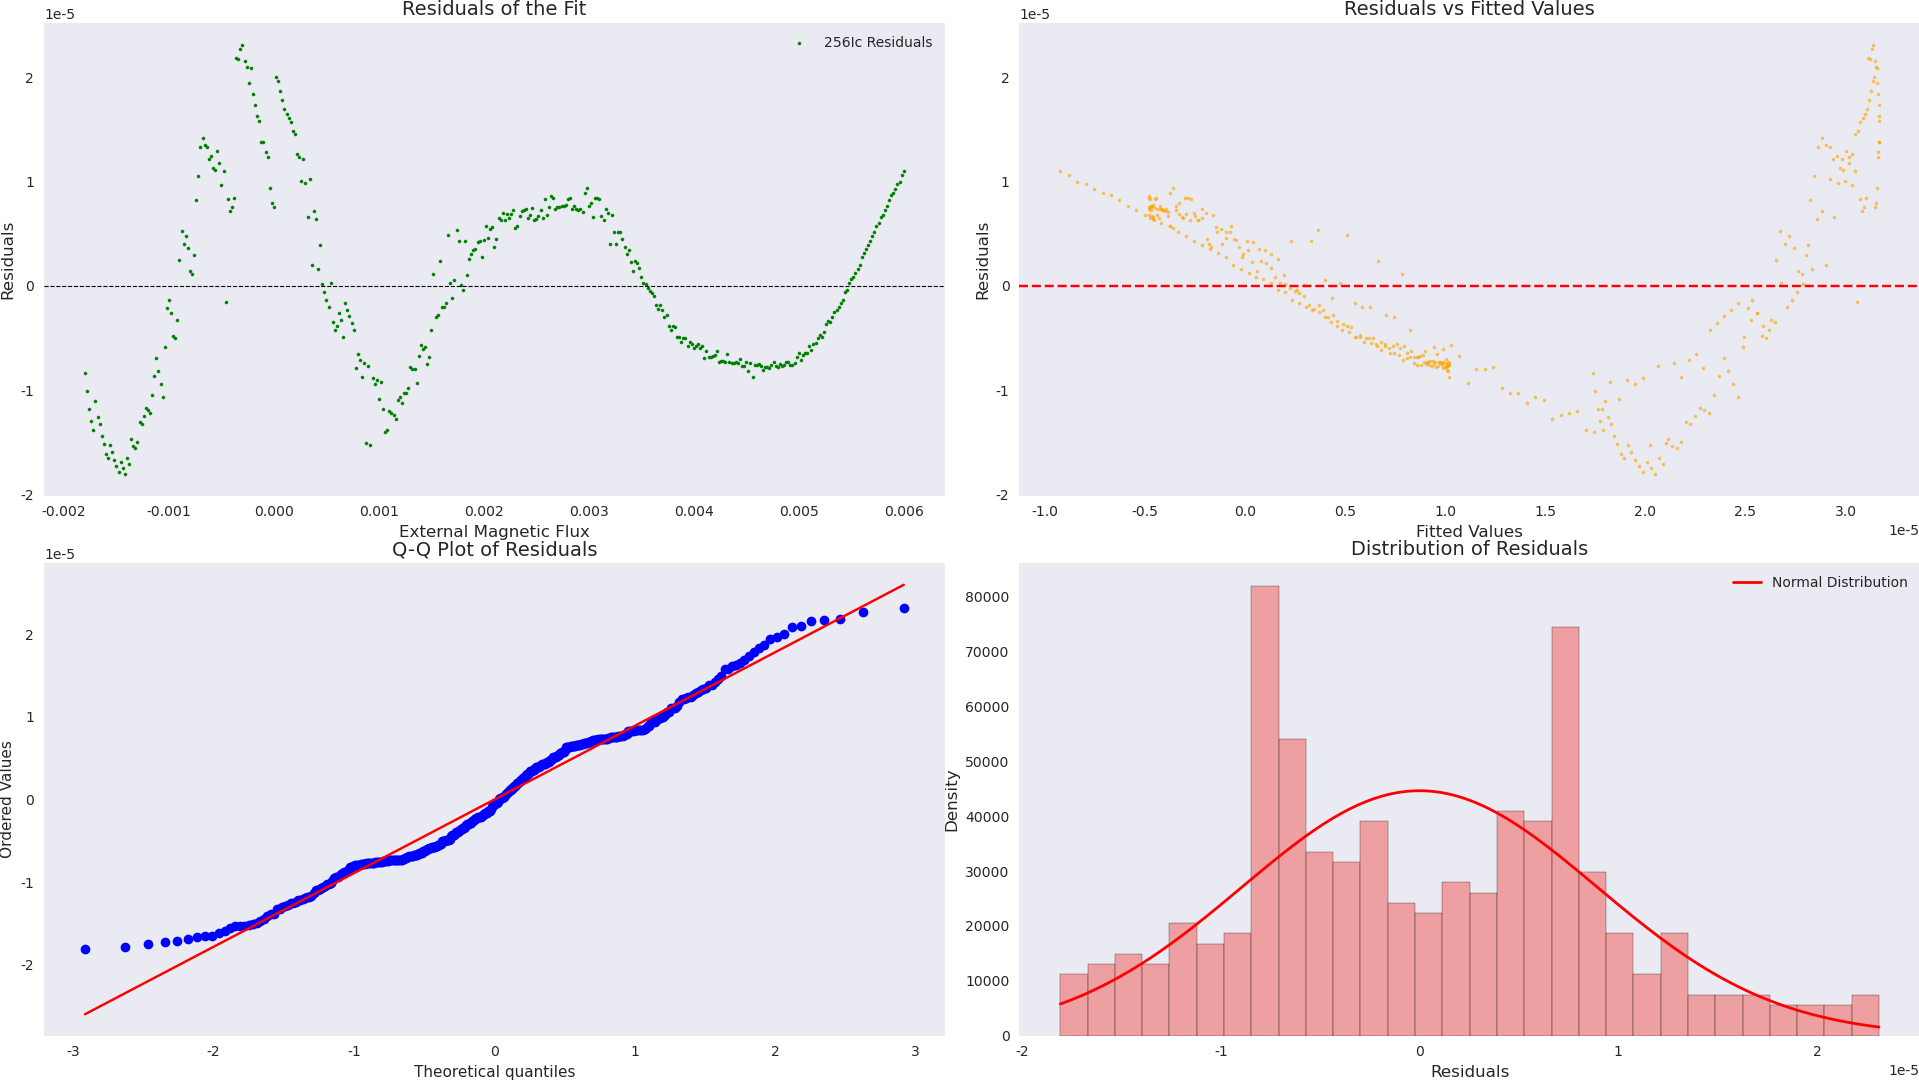 Residuals of the Fit
1e-5
256Ic Residuals
2
1
0
-1
-2
Residuals
-0.002 -0.001 0.000 0.001 0.002 0.003 0.004 0.005 0.006
External Magnetic Flux
Residuals vs Fitted Values
1e-5
2
1
0
-1
-2
Residuals
-1.0 -0.5 0.0 0.5 1.0 1.5 2.0 2.5 3.0
1e-5
Fitted Values
Q-Q Plot of Residuals
1e-5
2
1
0
-1
-2
Ordered Values
-3 -2 -1 0 1 2 3
Theoretical quantiles
Distribution of Residuals
Normal Distribution
80000
70000
60000
50000
40000
30000
20000
10000
0
Density
-2 -1 0 1 2
1e-5
Residuals